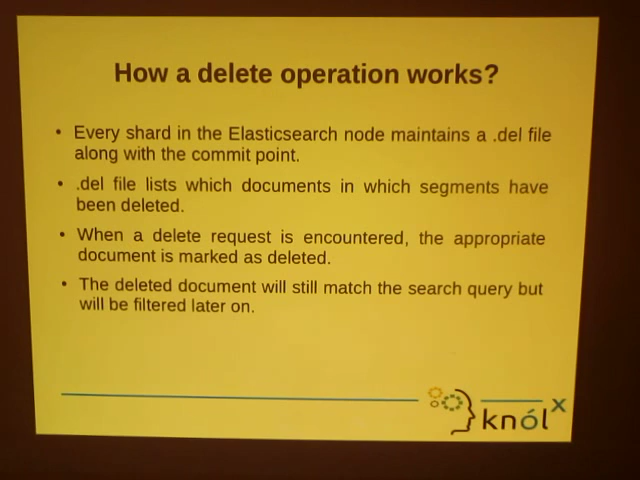 How a delete operation works?
• Every shard in the Elasticsearch node maintains a .del file
along with the commit point.
• .del file lists which documents in which segments have
been deleted.
• When a delete request is encountered, the appropriate
document is marked as deleted.
• The deleted document will still match the search query but
will be filtered later on.
knólx